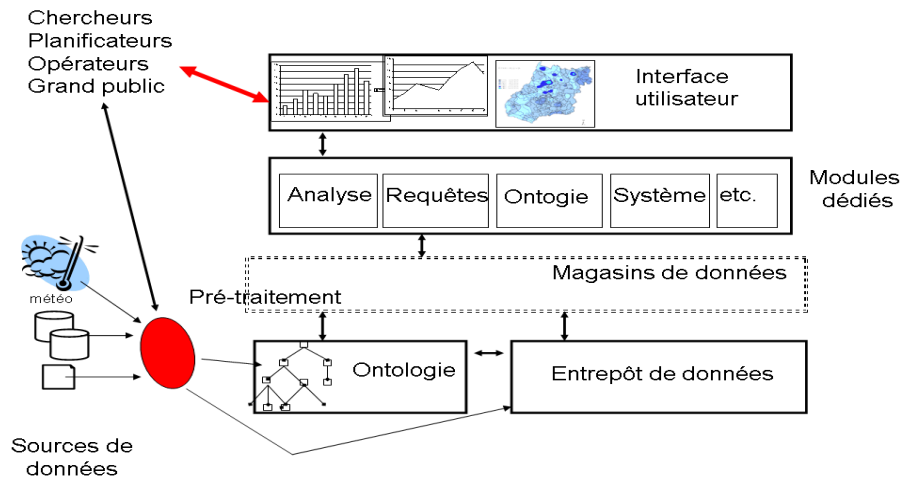 Chercheurs
Planificateurs
Opérateurs
Grand public
Interface
utilisateur
Analyse
Requêtes
Ontogie
Système
etc.
Modules
dédiés
Magasins de données
météo
Pré-traitement
Ontologie
Entrepôt de données
Sources de
données